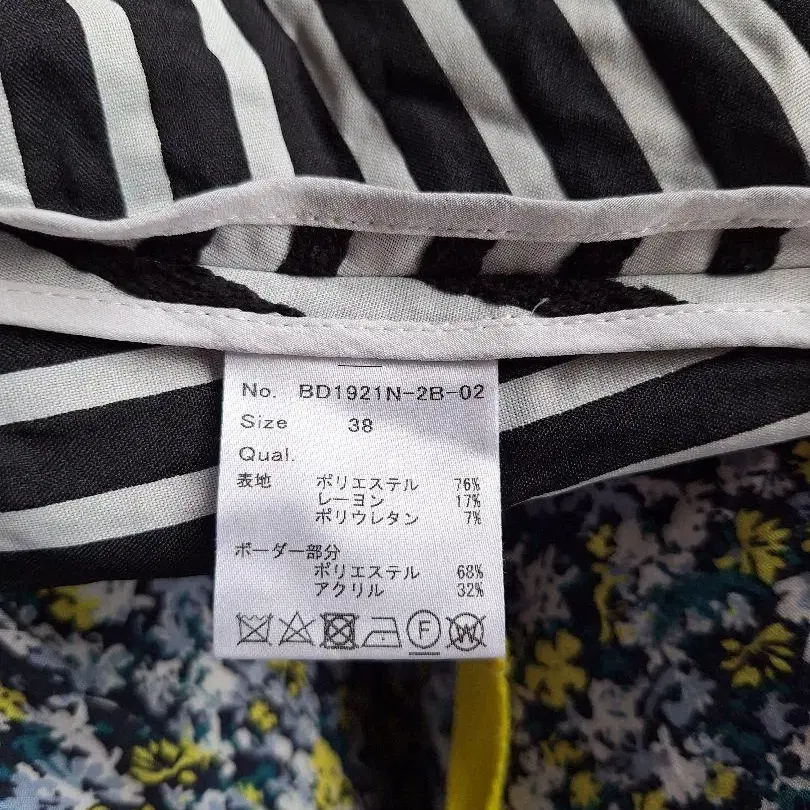 No. BD1921N-2B-02
Size 38
Qual.
表地 ポリエステル 76%
レーヨン 17%
ポリウレタン 7%
ボーダー部分
ポリエステル 68%
アクリル 32%
F W